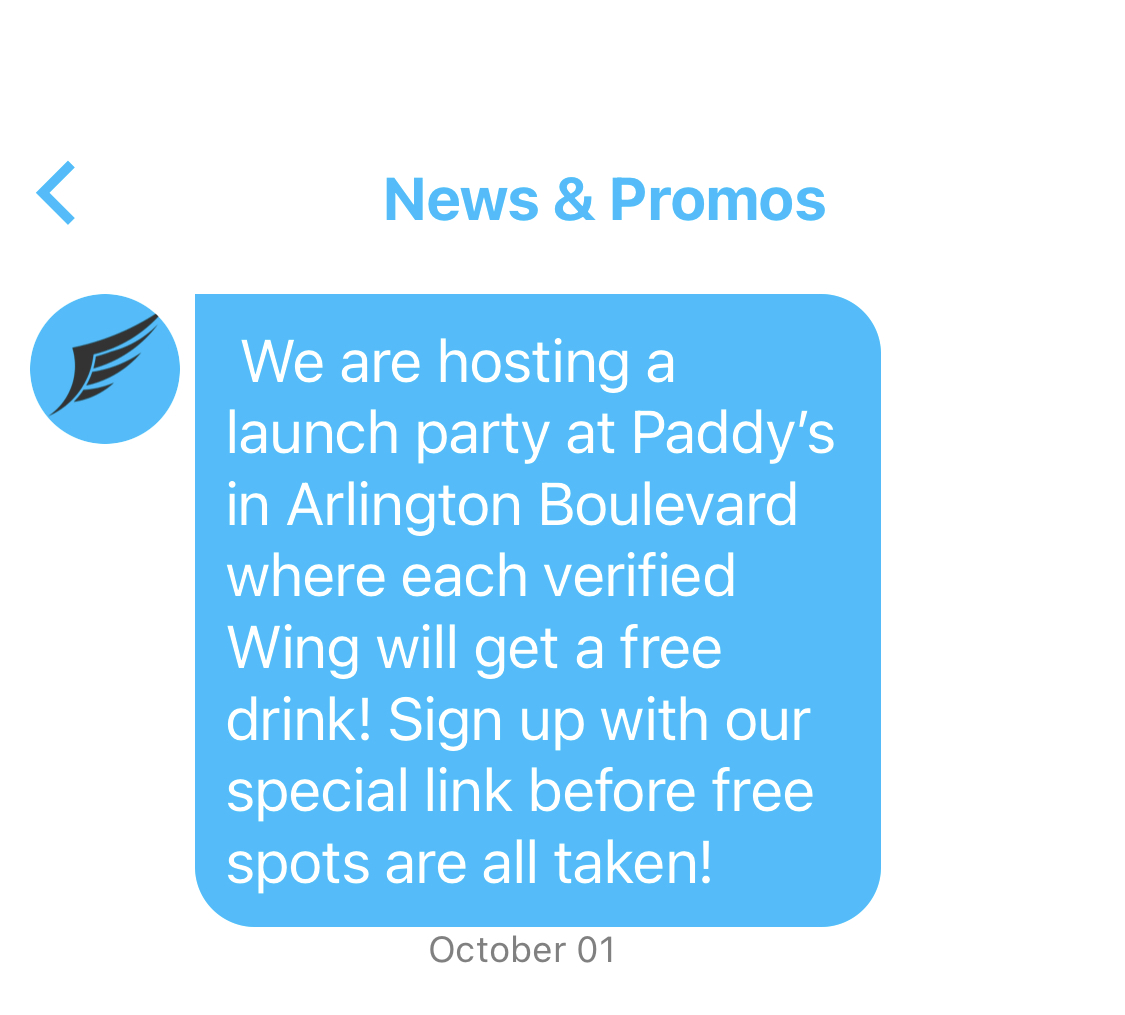 News & Promos
We are hosting a
launch party at Paddy’s
in Arlington Boulevard
where each verified
Wing will get a free
drink! Sign up with our
special link before free
spots are all taken!
October 01